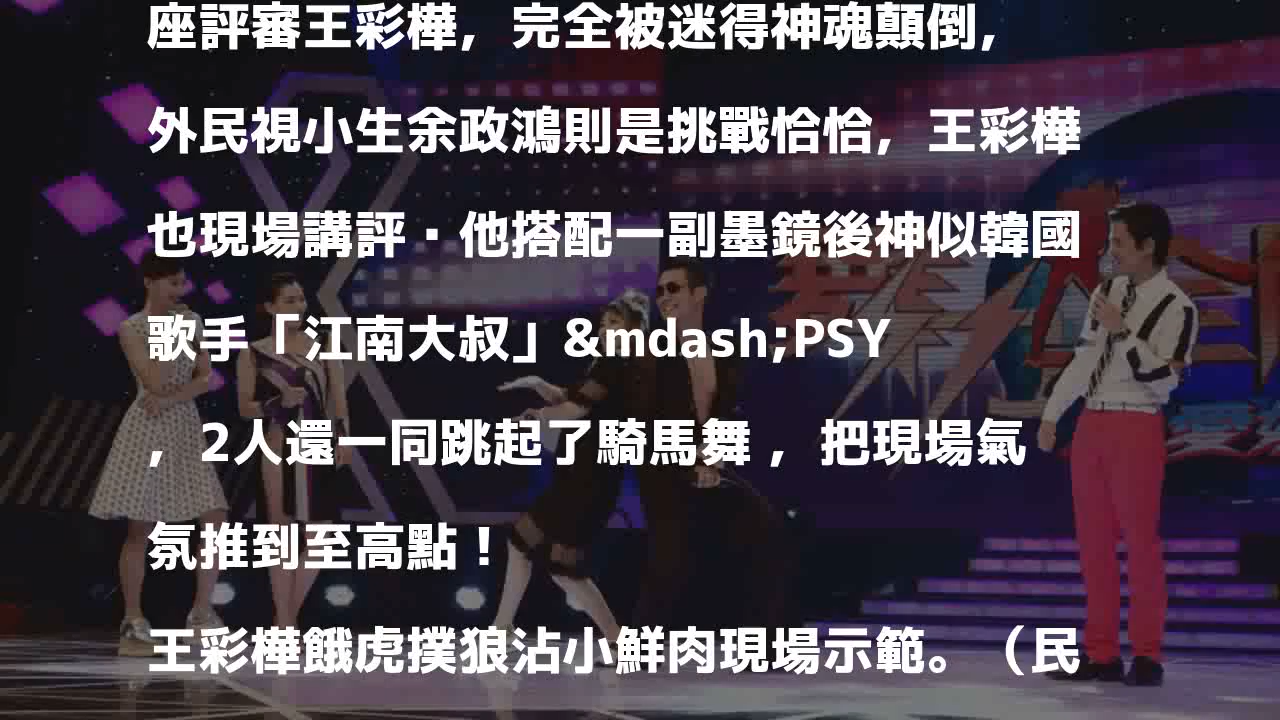 座評審王彩樺，完全被迷得神魂顛倒，
外民視小生余政鴻則是挑戰恰恰，王彩樺
也現場講評·他搭配一副墨鏡後神似韓國
歌手「江南大叔」&mdash;PSY
，2人還一同跳起了騎馬舞 ，把現場氣
氛推到至高點！
王彩樺餓虎撲狼沾小鮮肉現場示範。（民
舞